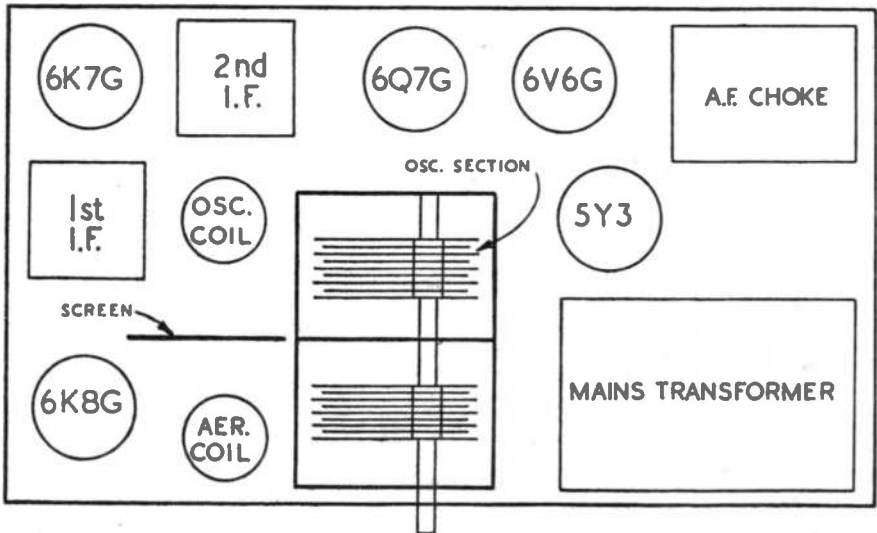 6K7G
2nd
I.F.
6Q7G
6V6G
A.F. CHOKE
OSC. SECTION
1st
I.F.
OSC.
COIL
5Y3
SCREEN
6K8G
AER.
COIL
MAINS TRANSFORMER